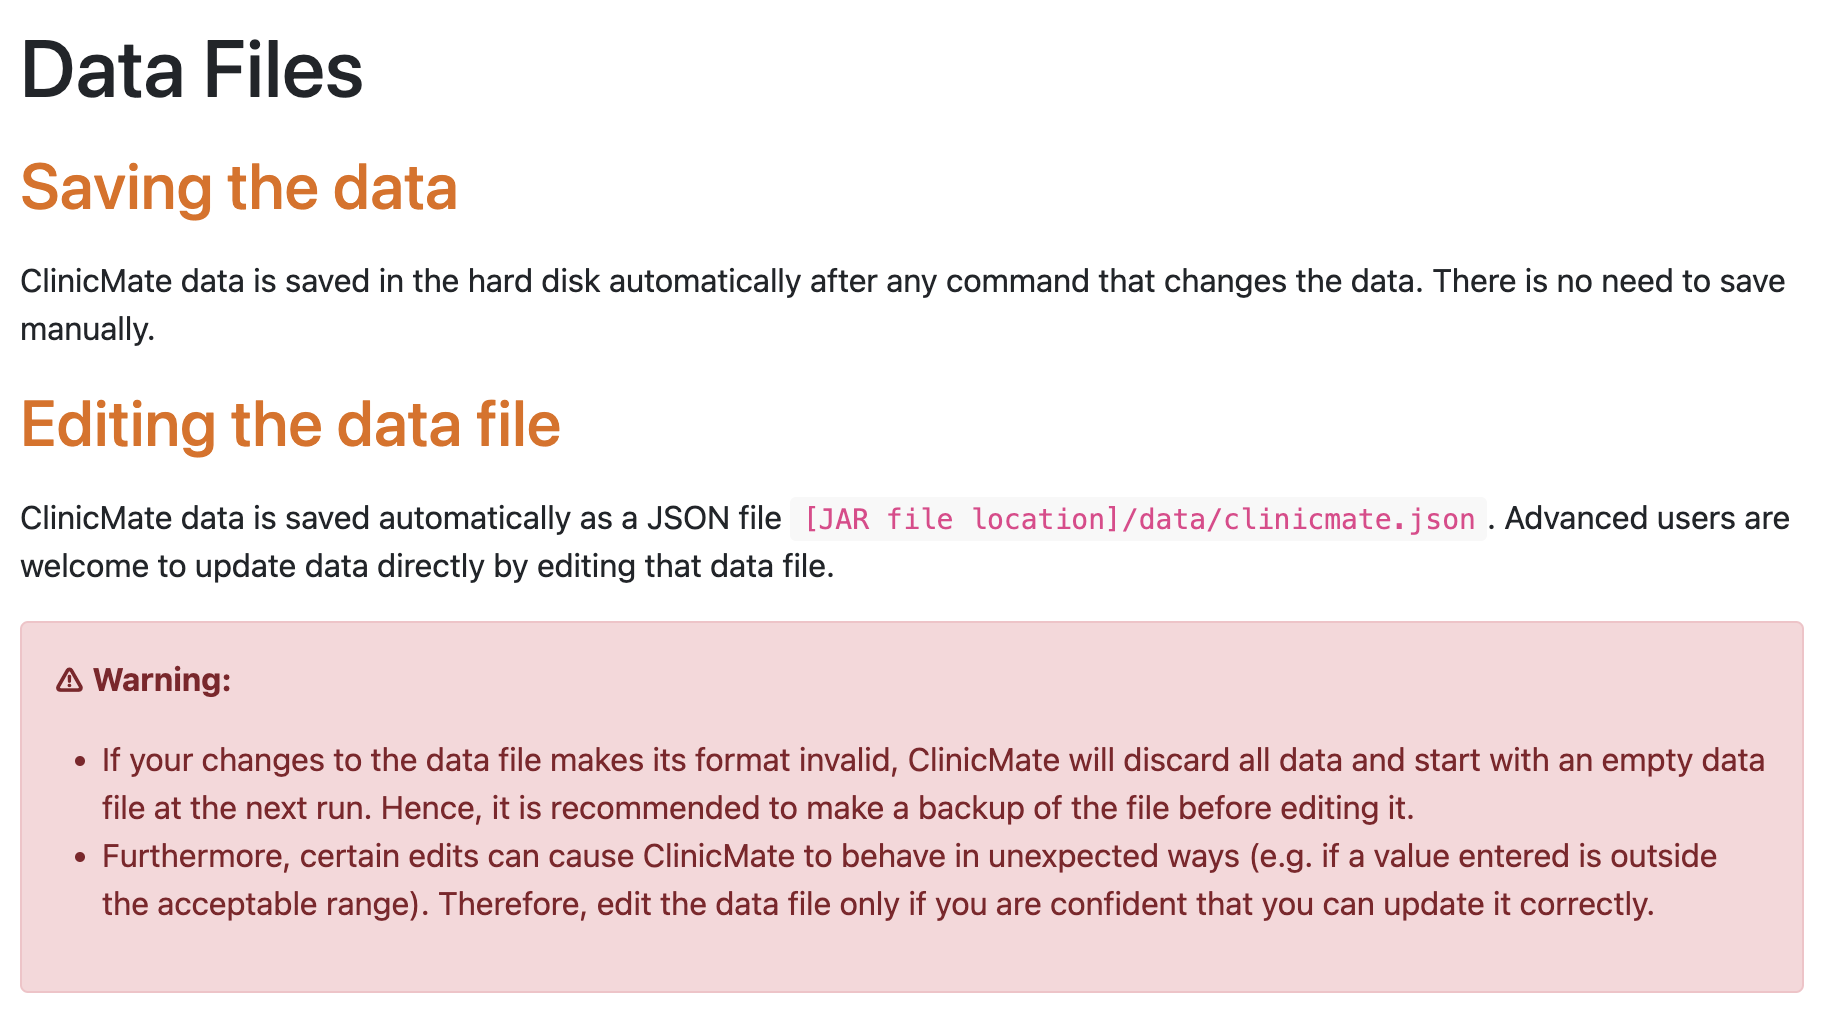 Data Files
Saving the data
ClinicMate data is saved in the hard disk automatically after any command that changes the data. There is no need to save
manually.
Editing the data file
ClinicMate data is saved automatically as a JSON file [JAR file location]/data/clinicmate.json. Advanced users are
welcome to update data directly by editing that data file.
Warning:
• If your changes to the data file makes its format invalid, ClinicMate will discard all data and start with an empty data
file at the next run. Hence, it is recommended to make a backup of the file before editing it.
• Furthermore, certain edits can cause ClinicMate to behave in unexpected ways (e.g. if a value entered is outside
the acceptable range). Therefore, edit the data file only if you are confident that you can update it correctly.